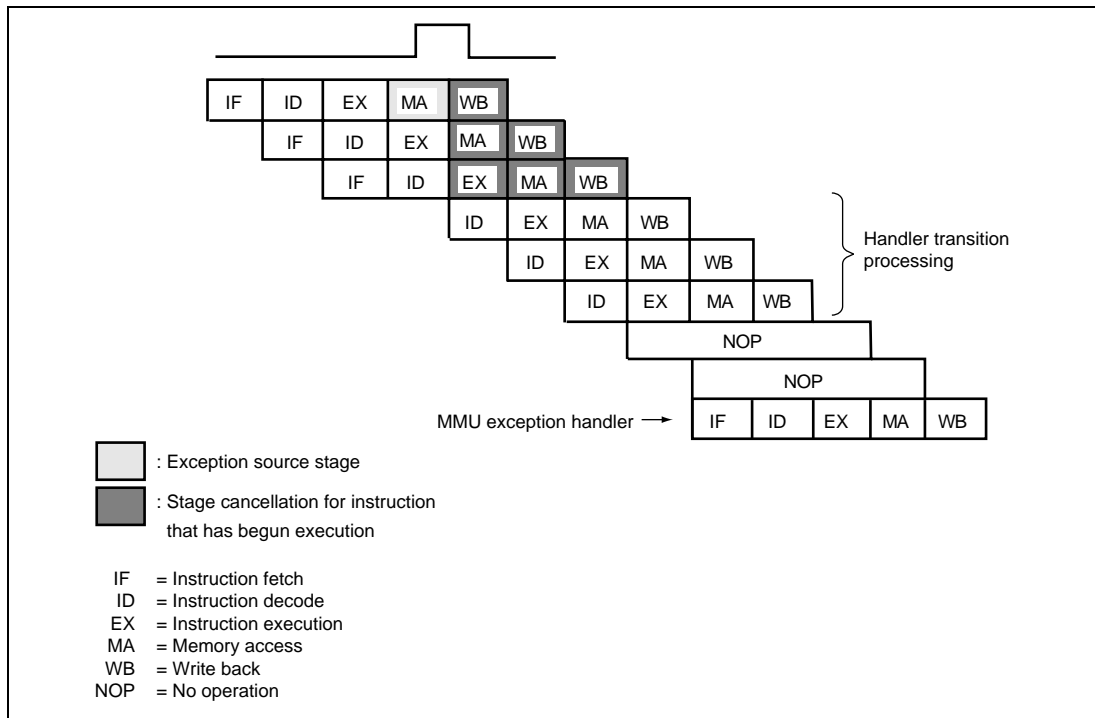 IF ID EX MA WB
IF ID EX MA WB
IF ID EX MA WB
ID EX MA WB
ID EX MA WB
ID EX MA WB
Handler transition
processing
NOP
NOP
MMU exception handler → IF ID EX MA WB
: Exception source stage
: Stage cancellation for instruction
that has begun execution
IF = Instruction fetch
ID = Instruction decode
EX = Instruction execution
MA = Memory access
WB = Write back
NOP = No operation